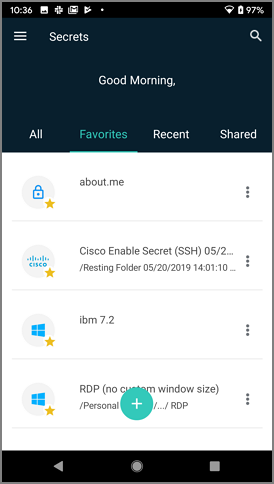 10:36
97%
Secrets
Good Morning,
All
Favorites
Recent
Shared
about.me
CISCO
Cisco Enable Secret (SSH) 05/2...
/Resting Folder 05/20/2019 14:01:10 ...
ibm 7.2
RDP (no custom window size)
/Personal /.../ RDP